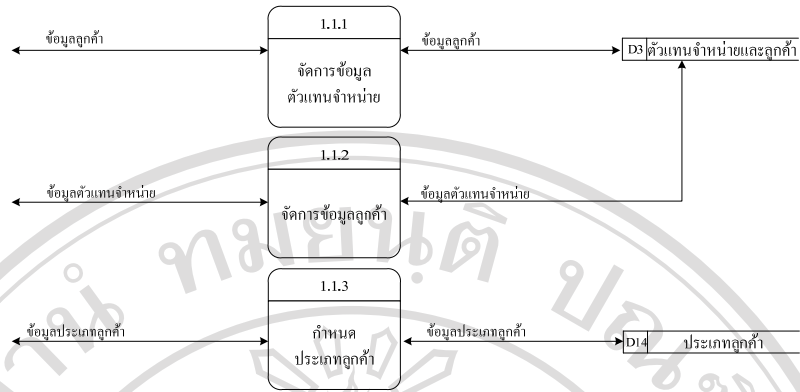 1.1.1
ข้อมูลลูกค้า
ข้อมูลลูกค้า
D3 ตัวแทนจำหน่ายและลูกค้า
จัดการข้อมูล
ตัวแทนจำหน่าย
1.1.2
ข้อมูลตัวแทนจำหน่าย
ข้อมูลตัวแทนจำหน่าย
จัดการข้อมูลลูกค้า
1.1.3
ข้อมูลประเภทลูกค้า
กำหนด
ประเภทลูกค้า
ข้อมูลประเภทลูกค้า
D14 ประเภทลูกค้า